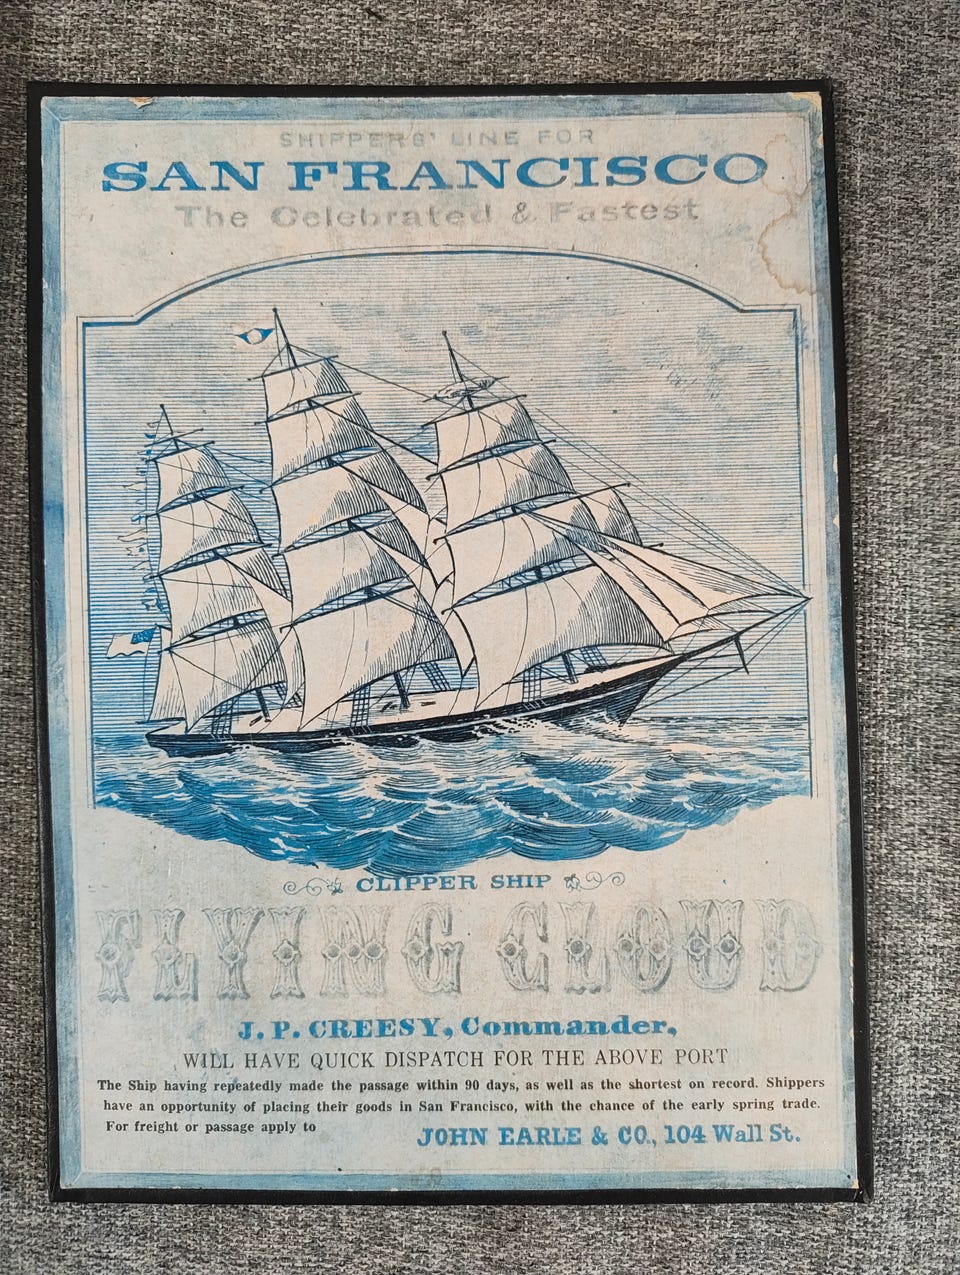 SHIPPERS' LINE FOR
SAN FRANCISCO
The Celebrated & Fastest
CLIPPER SHIP
FLYING CLOUD
J. P. CREESY, Commander,
WILL HAVE QUICK DISPATCH FOR THE ABOVE PORT
The Ship having repeatedly made the passage within 90 days, as well as the shortest on record. Shippers
have an opportunity of placing their goods in San Francisco, with the chance of the early spring trade.
For freight or passage apply to
JOHN EARLE & CO., 104 Wall St.